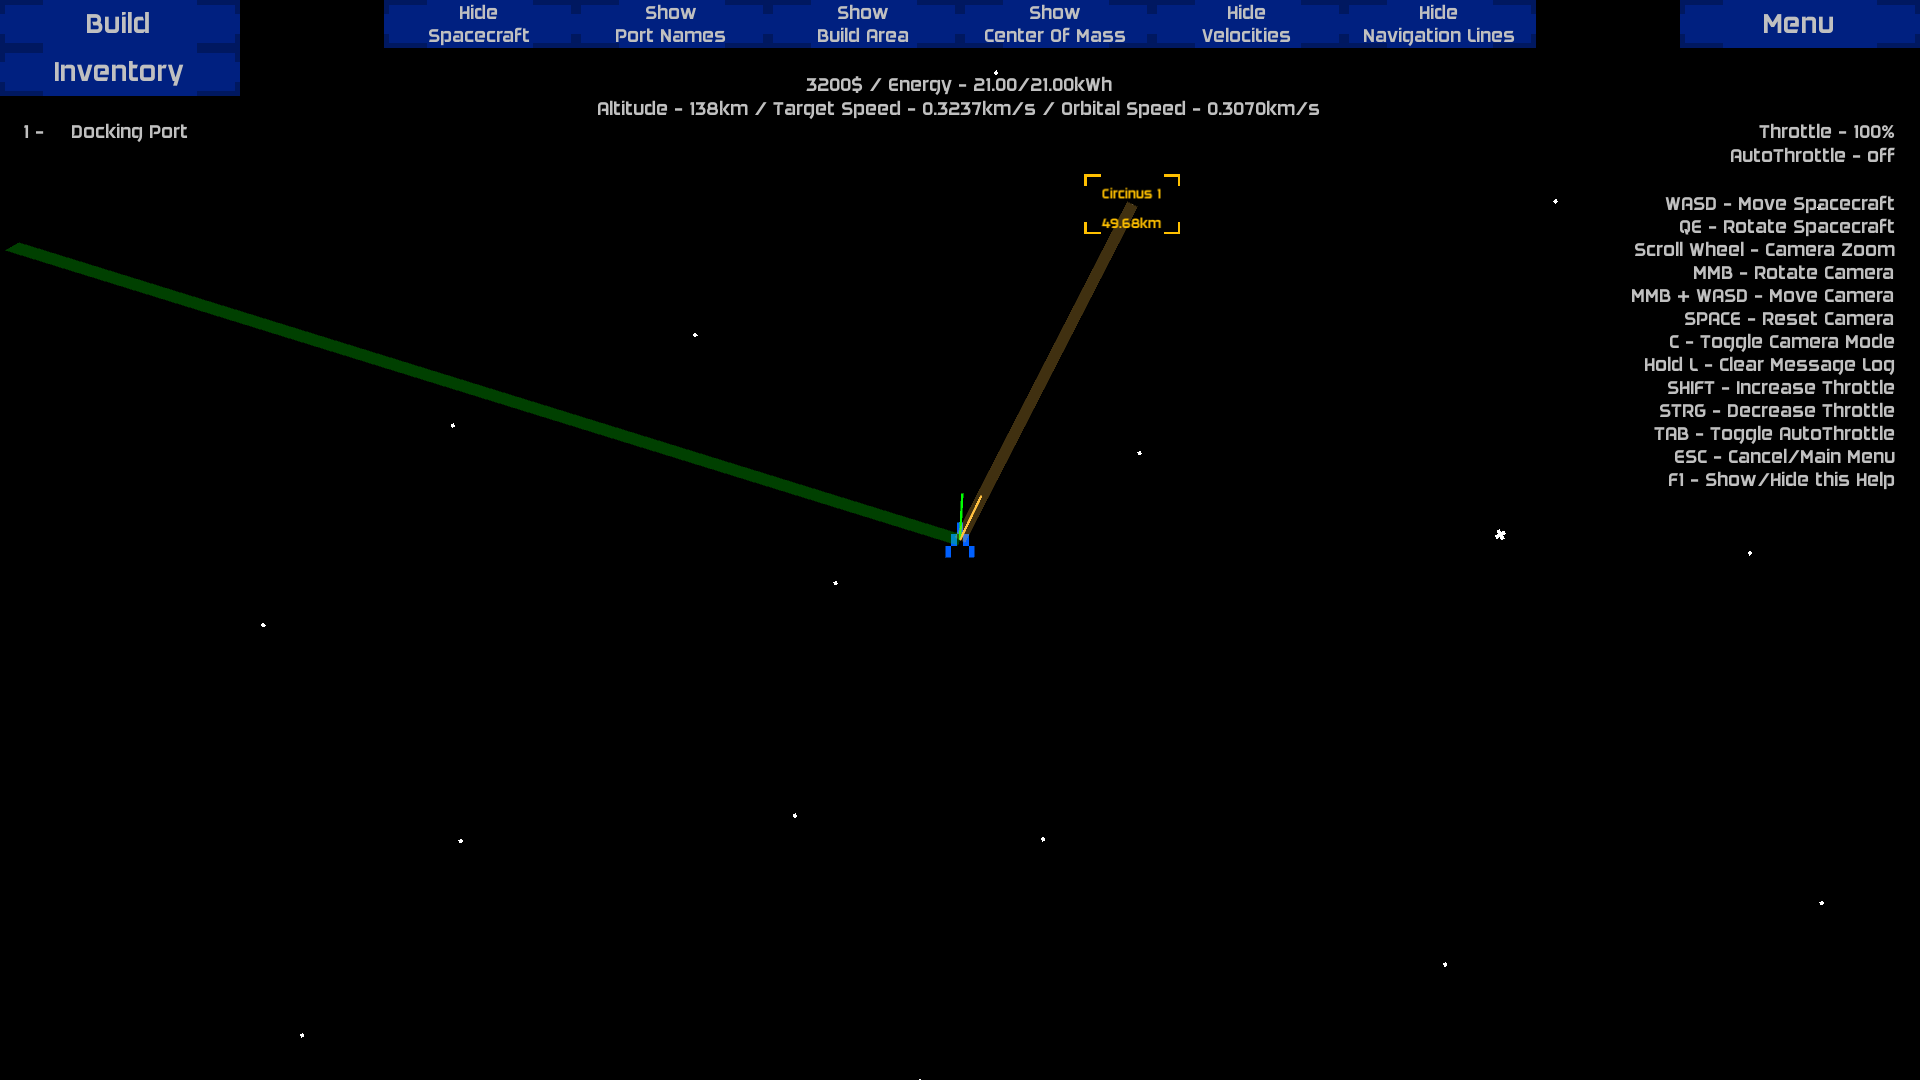 Build
Inventory
Hide
Spacecraft
Show
Port Names
Show
Build Area
Show
Center Of Mass
Hide
Velocities
Hide
Navigation Lines
Menu
3200$ / Energy - 21.00/21.00kWh
Altitude - 138km / Target Speed - 0.3237km/s / Orbital Speed - 0.3070km/s
1 - Docking Port
Throttle - 100%
AutoThrottle - off
Circinus 1
49.68km
WASD - Move Spacecraft
QE - Rotate Spacecraft
Scroll Wheel - Camera Zoom
MMB - Rotate Camera
MMB + WASD - Move Camera
SPACE - Reset Camera
C - Toggle Camera Mode
Hold L - Clear Message Log
SHIFT - Increase Throttle
STRG - Decrease Throttle
TAB - Toggle AutoThrottle
ESC - Cancel/Main Menu
F1 - Show/Hide this Help